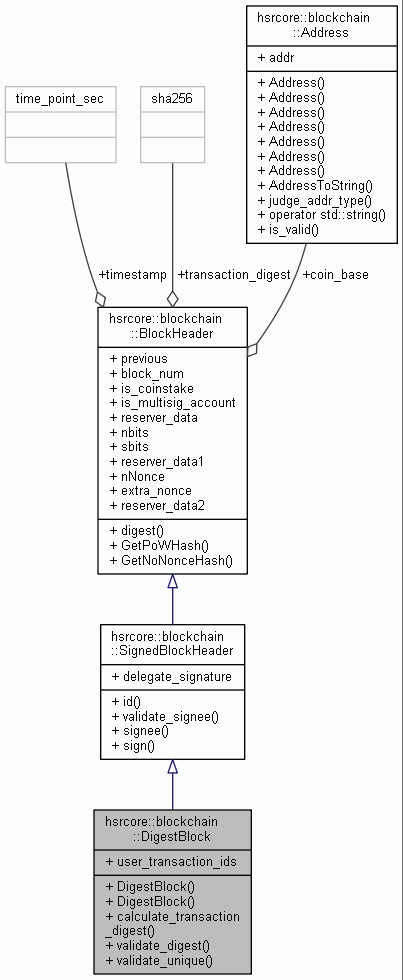 hsrcore::blockchain
::Address
+ addr
+ Address()
+ Address()
+ Address()
+ Address()
+ Address()
+ Address()
+ Address()
+ AddressToString()
+ judge_addr_type()
+ operator std::string()
+ is_valid()
time_point_sec
sha256
+timestamp
+transaction_digest
+coin_base
hsrcore::blockchain
::BlockHeader
+ previous
+ block_num
+ is_coinstake
+ is_multisig_account
+ reserver_data
+ nbits
+ sbits
+ reserver_data1
+ nNonce
+ extra_nonce
+ reserver_data2
+ digest()
+ GetPoWHash()
+ GetNoNonceHash()
hsrcore::blockchain
::SignedBlockHeader
+ delegate_signature
+ id()
+ validate_signee()
+ signee()
+ sign()
hsrcore::blockchain
::DigestBlock
+ user_transaction_ids
+ DigestBlock()
+ DigestBlock()
+ calculate_transaction
_digest()
+ validate_digest()
+ validate_unique()